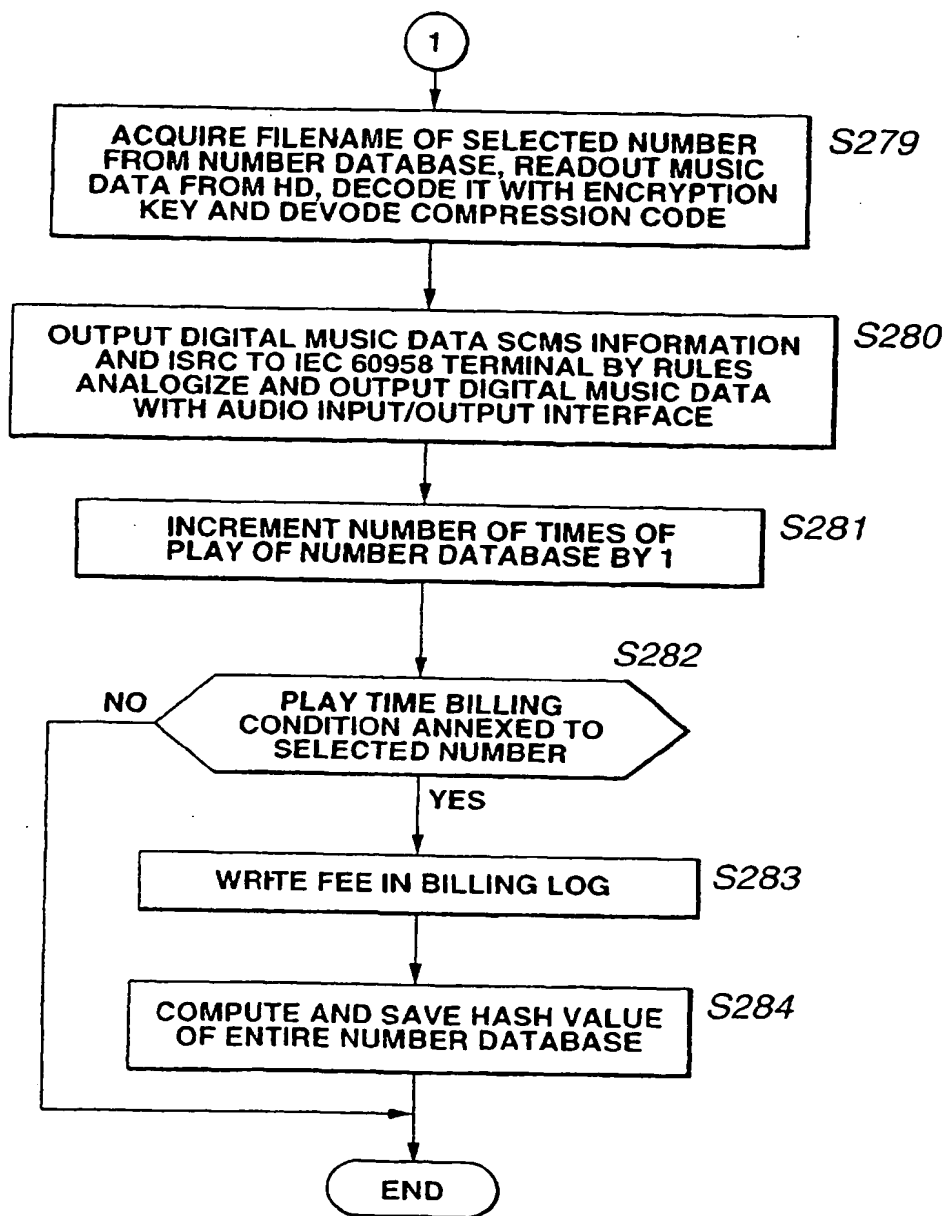 1
ACQUIRE FILENAME OF SELECTED NUMBER
FROM NUMBER DATABASE, READOUT MUSIC
DATA FROM HD, DECODE IT WITH ENCRYPTION
KEY AND DEVODE COMPRESSION CODE
S279
OUTPUT DIGITAL MUSIC DATA SCMS INFORMATION
AND ISRC TO IEC 60958 TERMINAL BY RULES
ANALOGIZE AND OUTPUT DIGITAL MUSIC DATA
WITH AUDIO INPUT/OUTPUT INTERFACE
S280
INCREMENT NUMBER OF TIMES OF
PLAY OF NUMBER DATABASE BY 1
S281
S282
NO
PLAY TIME BILLING
CONDITION ANNEXED TO
SELECTED NUMBER
YES
WRITE FEE IN BILLING LOG
S283
COMPUTE AND SAVE HASH VALUE
OF ENTIRE NUMBER DATABASE
S284
END